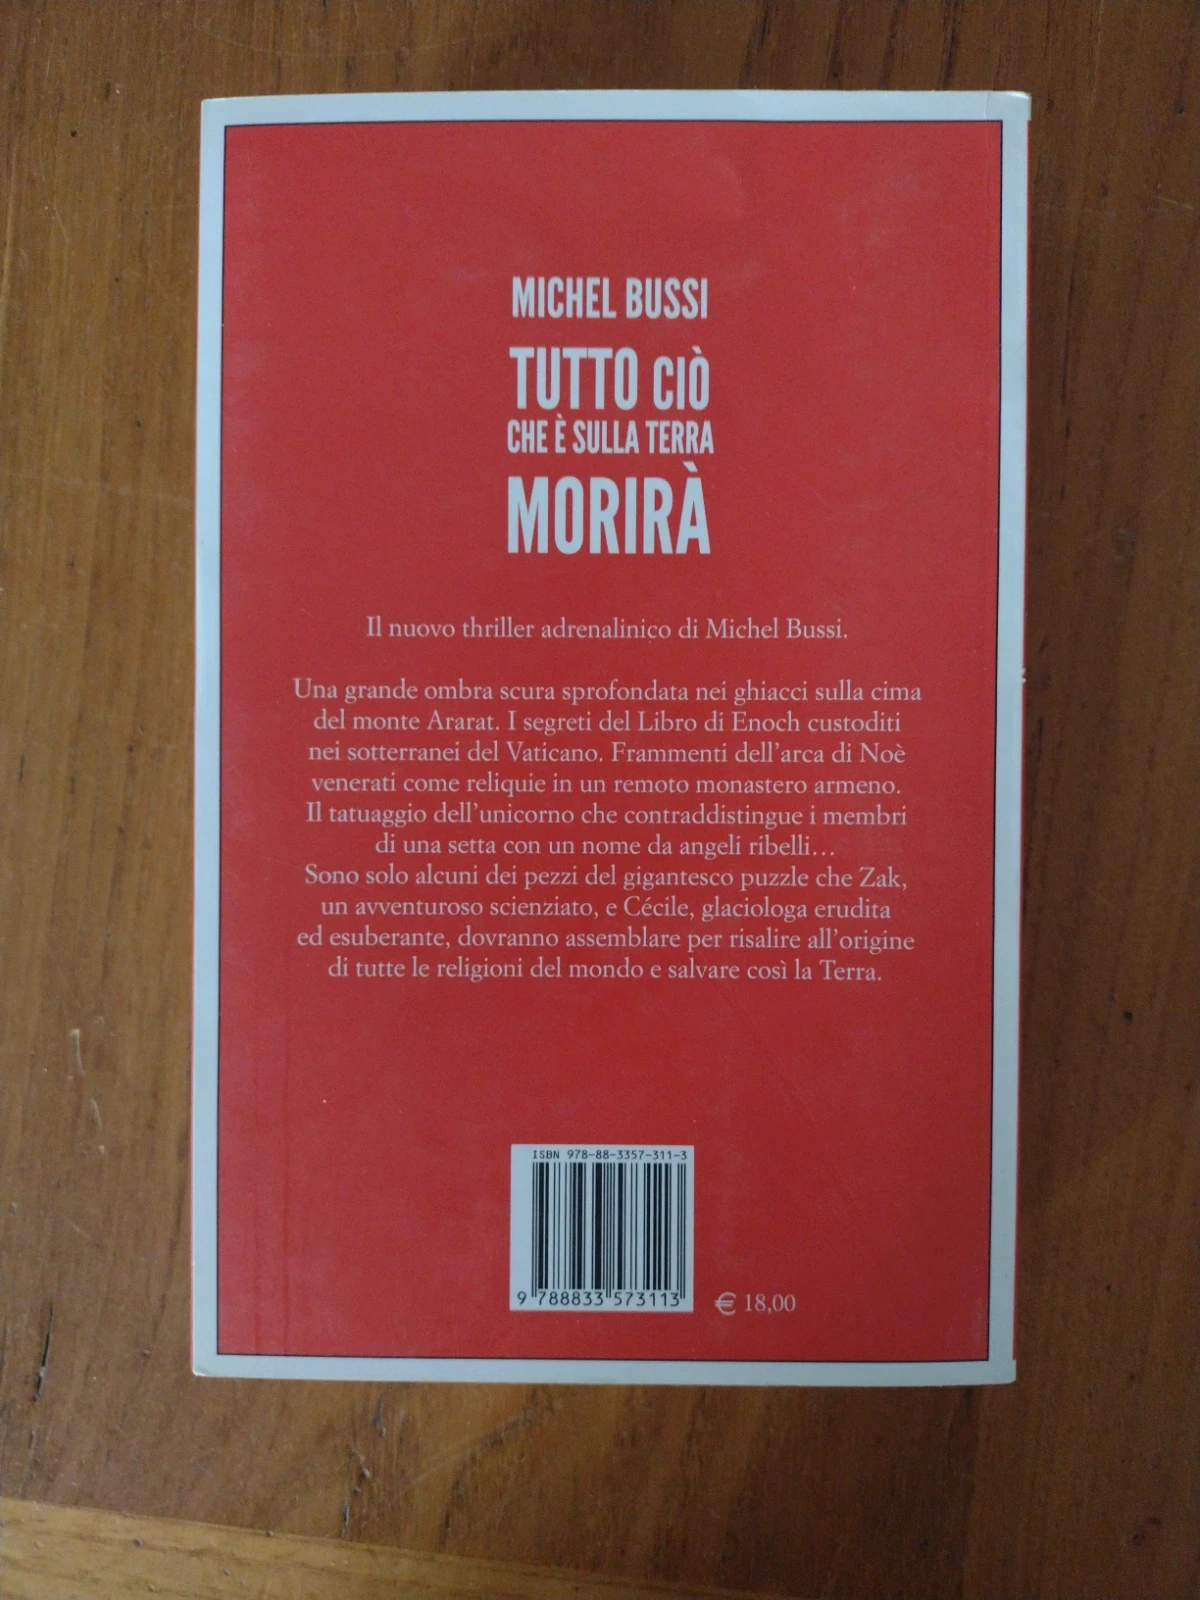 MICHEL BUSSI
TUTTO CIÒ
CHE È SULLA TERRA
MORIRÀ
Il nuovo thriller adrenalinico di Michel Bussi.
Una grande ombra scura sprofondata nei ghiacci sulla cima
del monte Ararat. I segreti del Libro di Enoch custoditi
nei sotterranei del Vaticano. Frammenti dell'arca di Noè
venerati come reliquie in un remoto monastero armeno.
Il tatuaggio dell'unicorno che contraddistingue i membri
di una setta con un nome da angeli ribelli…
Sono solo alcuni dei pezzi del gigantesco puzzle che Zak,
un avventuroso scienziato, e Cécile, glaciologa erudita
ed esuberante, dovranno assemblare per risalire all'origine
di tutte le religioni del mondo e salvare così la Terra.
ISBN 978-88-3357-311-3
9 788833 573113
€ 18,00